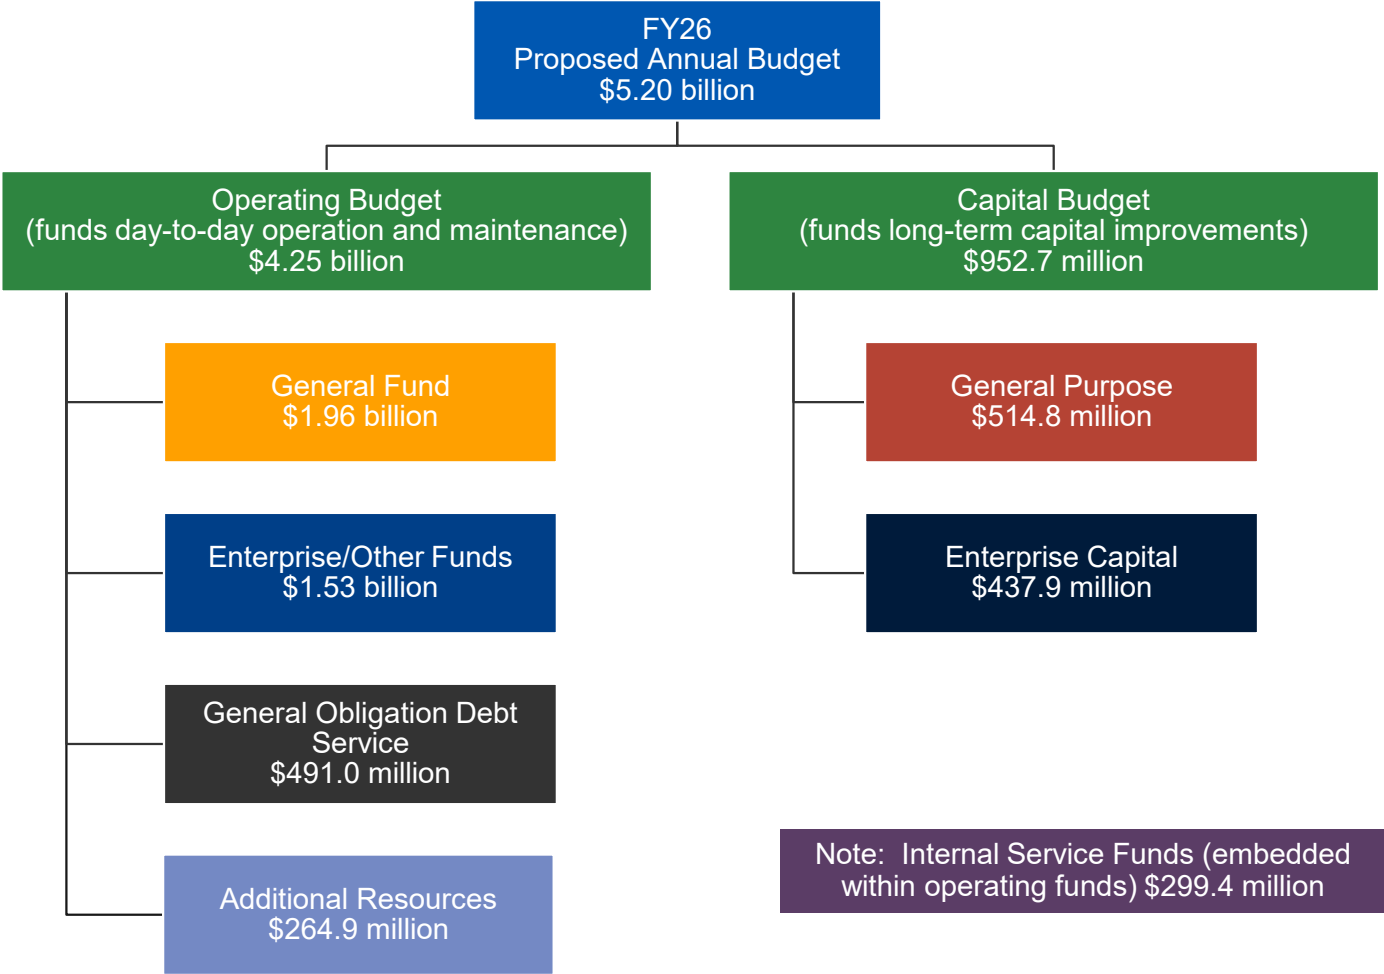 FY26
Proposed Annual Budget
$5.20 billion
Operating Budget
(funds day-to-day operation and maintenance)
$4.25 billion
Capital Budget
(funds long-term capital improvements)
$952.7 million
General Fund
$1.96 billion
General Purpose
$514.8 million
Enterprise/Other Funds
$1.53 billion
Enterprise Capital
$437.9 million
General Obligation Debt
Service
$491.0 million
Additional Resources
$264.9 million
Note:  Internal Service Funds (embedded
within operating funds) $299.4 million